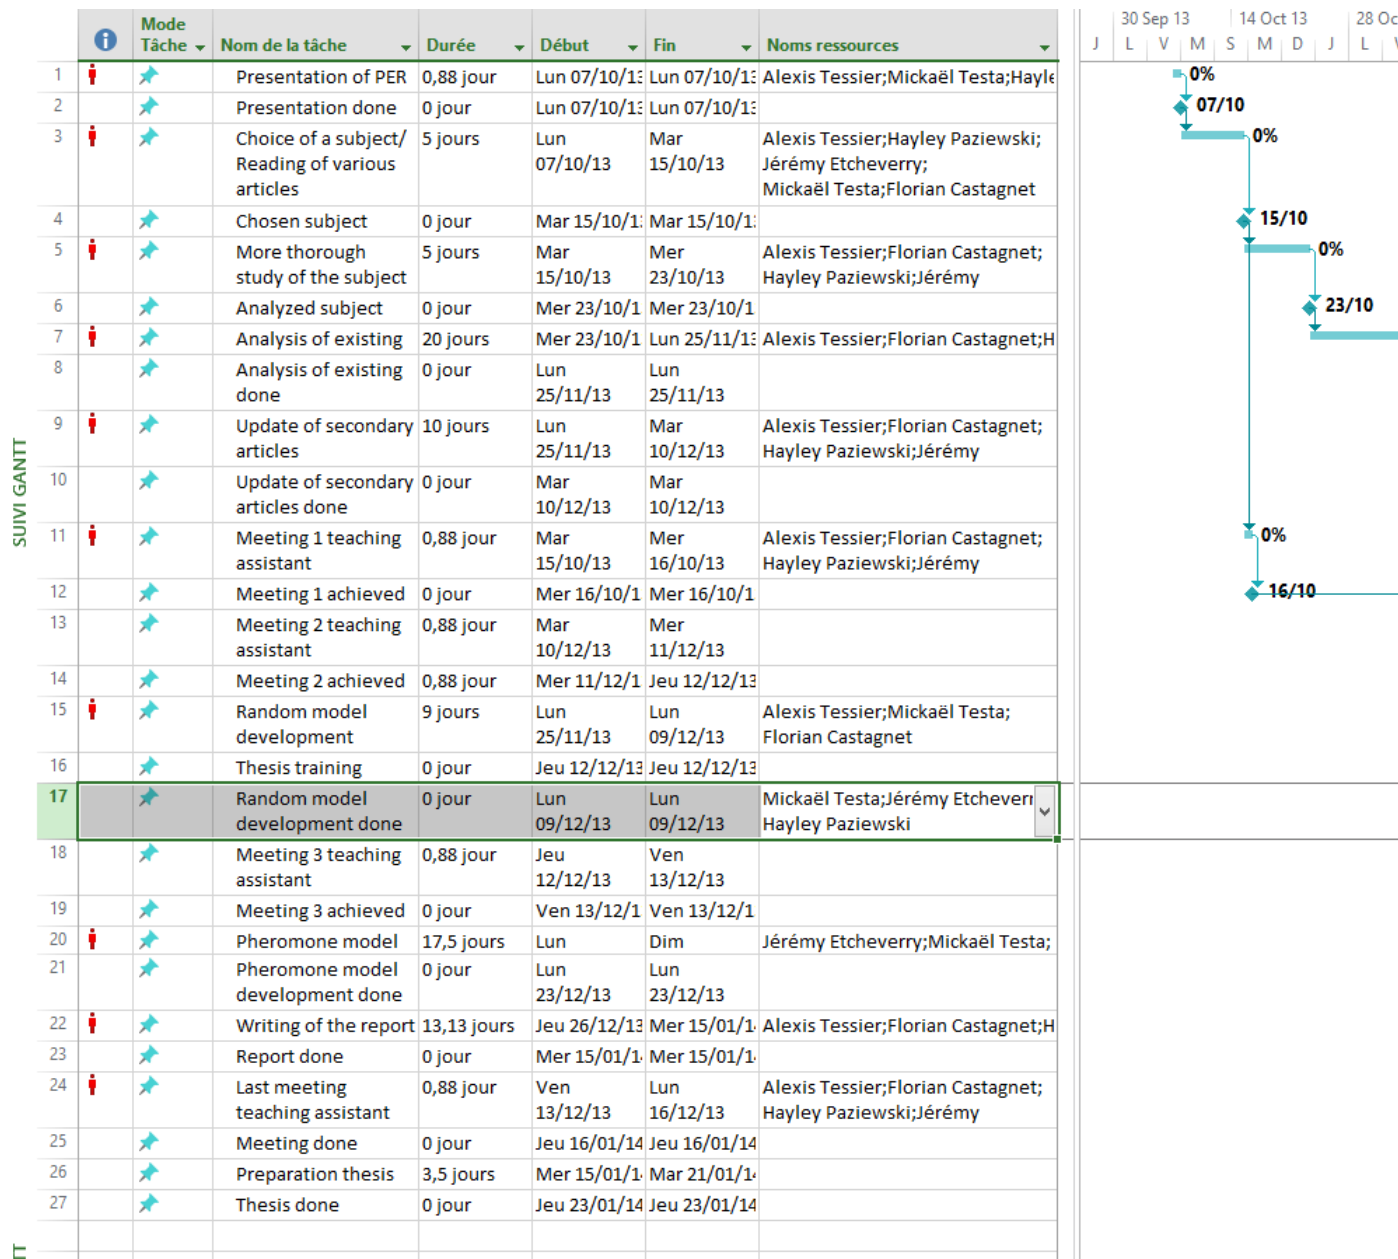 30 Sep 13 14 Oct 13 28 Oc
Mode
Tâche Nom de la tâche Durée Début Fin Noms ressources J L V M S M D J L V
1 Presentation of PER 0,88 jour Lun 07/10/13 Lun 07/10/13 Alexis Tessier;Mickaël Testa;Hayle 0%
2 Presentation done 0 jour Lun 07/10/13 Lun 07/10/13 07/10
3 Choice of a subject/ 5 jours Lun Mar Alexis Tessier;Hayley Paziewski; 0%
Reading of various 07/10/13 15/10/13 Jérémy Etcheverry;
articles Mickaël Testa;Florian Castagnet
4 Chosen subject 0 jour Mar 15/10/1 Mar 15/10/1 15/10
5 More thorough 5 jours Mar Mer Alexis Tessier;Florian Castagnet; 0%
study of the subject 15/10/13 23/10/13 Hayley Paziewski;Jérémy
6 Analyzed subject 0 jour Mer 23/10/1 Mer 23/10/1 23/10
7 Analysis of existing 20 jours Mer 23/10/1 Lun 25/11/13 Alexis Tessier;Florian Castagnet;H
8 Analysis of existing 0 jour Lun Lun
done 25/11/13 25/11/13
9 Update of secondary 10 jours Lun Mar Alexis Tessier;Florian Castagnet;
articles 25/11/13 10/12/13 Hayley Paziewski;Jérémy
SUIVI GANTT
10 Update of secondary 0 jour Mar Mar
articles done 10/12/13 10/12/13
11 Meeting 1 teaching 0,88 jour Mar Mer Alexis Tessier;Florian Castagnet; 0%
assistant 15/10/13 16/10/13 Hayley Paziewski;Jérémy
12 Meeting 1 achieved 0 jour Mer 16/10/1 Mer 16/10/1 16/10
13 Meeting 2 teaching 0,88 jour Mar Mer
assistant 10/12/13 11/12/13
14 Meeting 2 achieved 0,88 jour Mer 11/12/1 Jeu 12/12/13
15 Random model 9 jours Lun Lun Alexis Tessier;Mickaël Testa;
development 25/11/13 09/12/13 Florian Castagnet
16 Thesis training 0 jour Jeu 12/12/13 Jeu 12/12/13
17 Random model 0 jour Lun Lun Mickaël Testa;Jérémy Etcheverr
development done 09/12/13 09/12/13 Hayley Paziewski
18 Meeting 3 teaching 0,88 jour Jeu Ven
assistant 12/12/13 13/12/13
19 Meeting 3 achieved 0 jour Ven 13/12/1 Ven 13/12/1
20 Pheromone model 17,5 jours Lun Dim Jérémy Etcheverry;Mickaël Testa;
21 Pheromone model 0 jour Lun Lun
development done 23/12/13 23/12/13
22 Writing of the report 13,13 jours Jeu 26/12/13 Mer 15/01/1 Alexis Tessier;Florian Castagnet;H
23 Report done 0 jour Mer 15/01/1 Mer 15/01/1
24 Last meeting 0,88 jour Ven Lun Alexis Tessier;Florian Castagnet;
teaching assistant 13/12/13 16/12/13 Hayley Paziewski;Jérémy
25 Meeting done 0 jour Jeu 16/01/14 Jeu 16/01/14
26 Preparation thesis 3,5 jours Mer 15/01/1 Mar 21/01/1
27 Thesis done 0 jour Jeu 23/01/14 Jeu 23/01/14